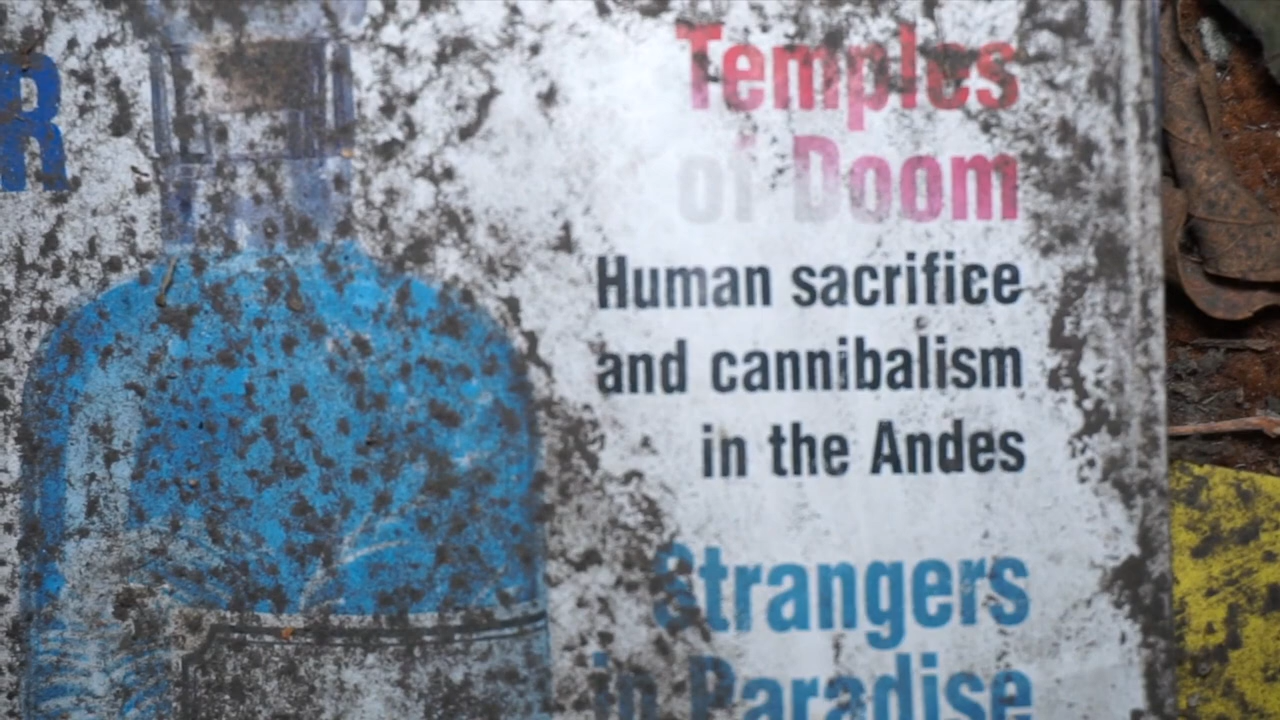 R
Temples
of Doom
Human sacrifice
and cannibalism
in the Andes
Strangers
in Paradise